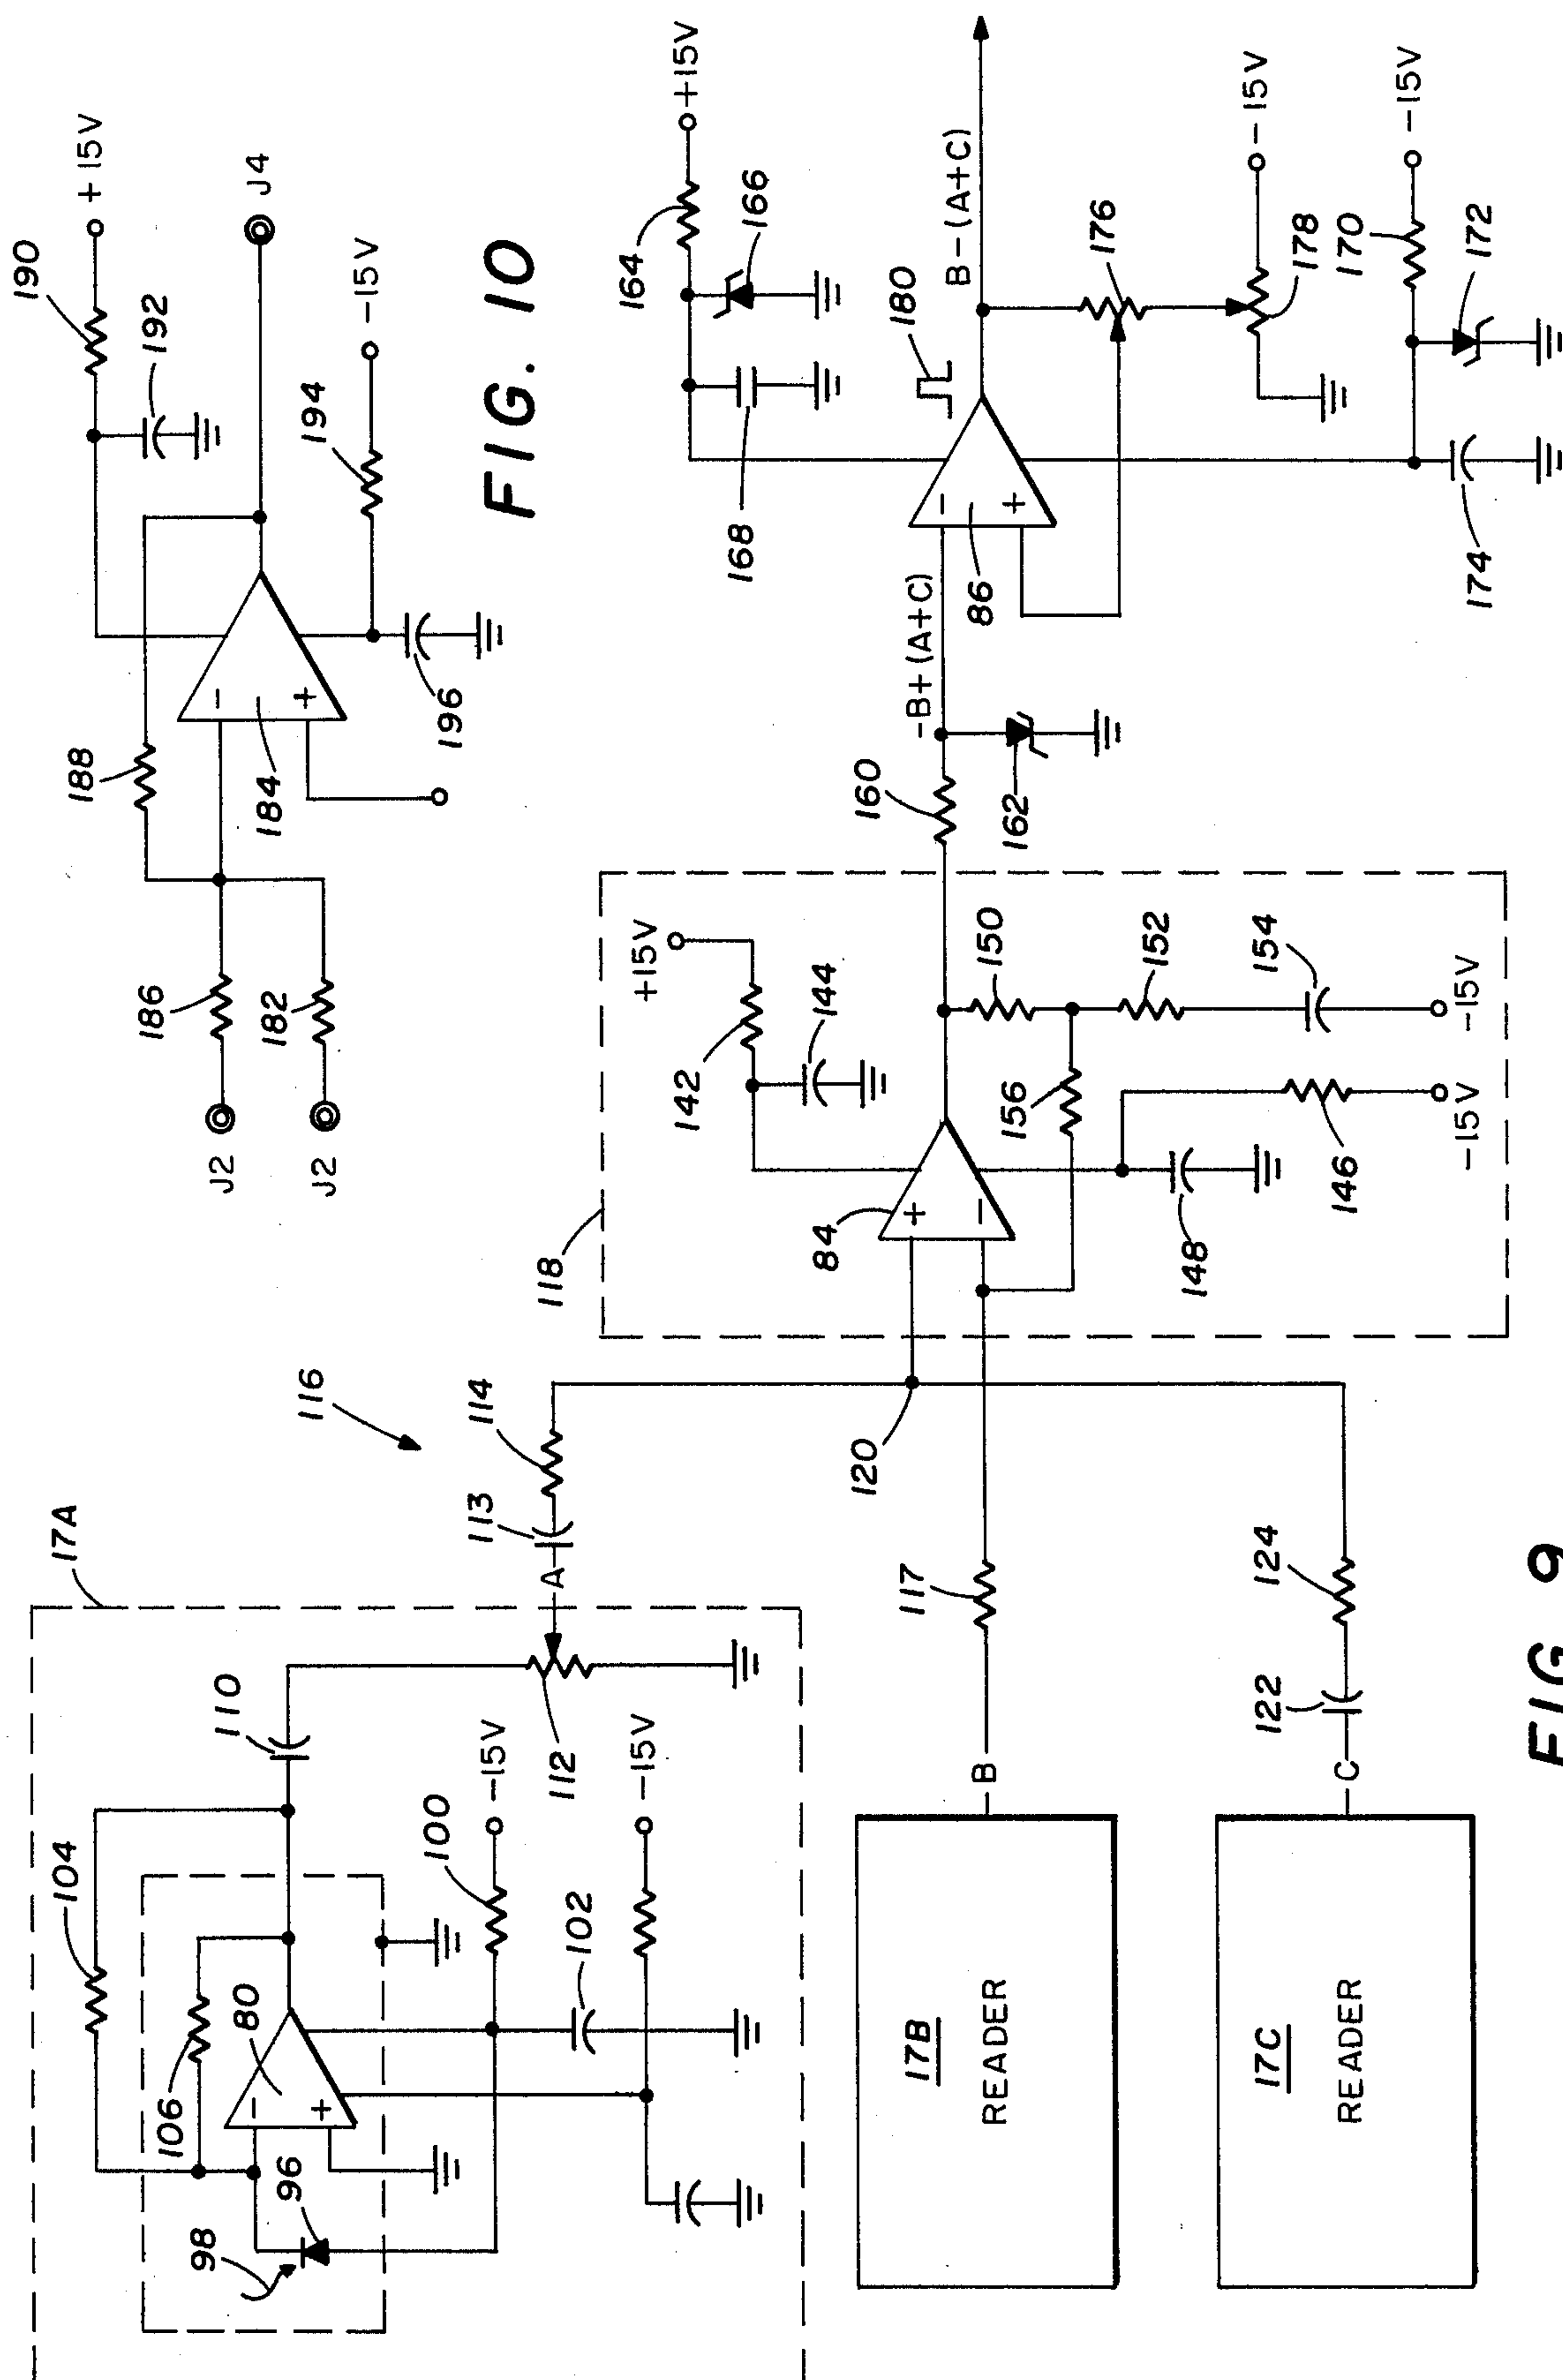 190
+15V
192
J4
188
184
-15V
194
196
186
182
J2
J2
FIG. 10
164
+15V
166
168
180
B-(A+C)
-B+(A+C)
86
176
-15V
178
170
-15V
172
174
160
162
118
+15V
142
144
84
150
152
154
156
-15V
146
-15V
148
116
17A
104
106
80
110
98
96
100
-15V
102
-15V
112
A
113
114
120
17B
READER
B
117
17C
READER
C
122
124
FIG. 9